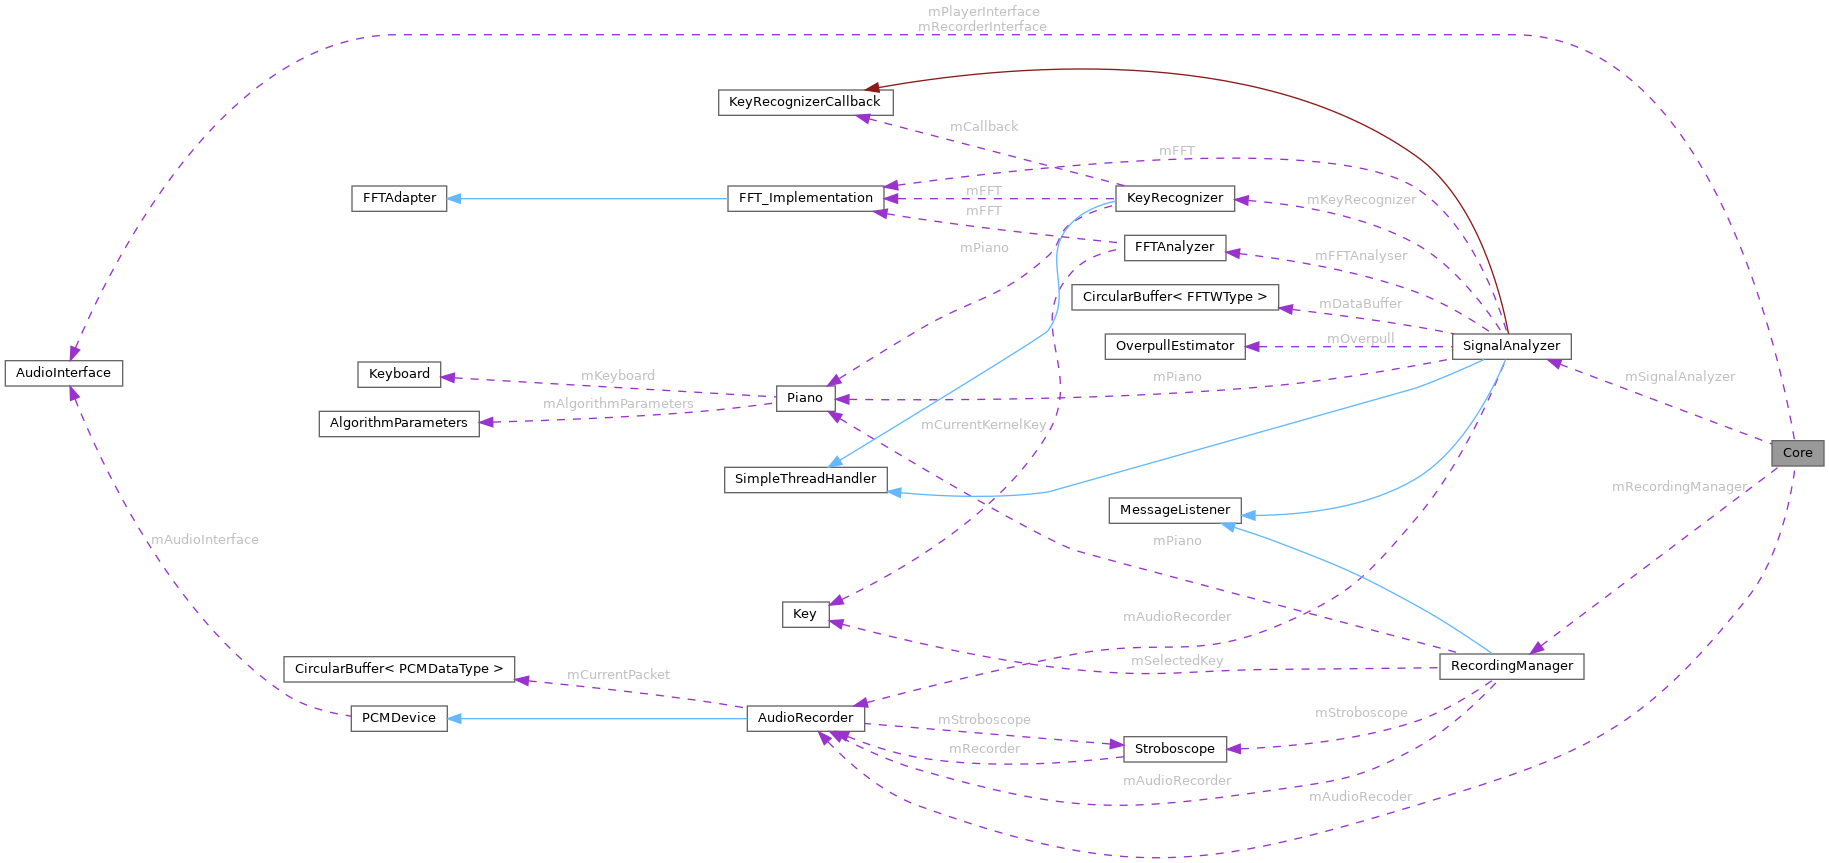 mPlayerInterface
mRecorderInterface
KeyRecognizerCallback
mCallback
mFFT
FFTAdapter
FFT_Implementation
mFFT
KeyRecognizer
mKeyRecognizer
mFFT
mPiano
FFTAnalyzer
mFFTAnalyser
CircularBuffer< FFTWType >
mDataBuffer
OverpullEstimator
mOverpull
SignalAnalyzer
AudioInterface
Keyboard
mKeyboard
mPiano
mSignalAnalyzer
Piano
AlgorithmParameters
mAlgorithmParameters
mCurrentKernelKey
Core
SimpleThreadHandler
mRecordingManager
MessageListener
mAudioInterface
mPiano
Key
mAudioRecorder
CircularBuffer< PCMDataType >
mCurrentPacket
mSelectedKey
RecordingManager
PCMDevice
AudioRecorder
mStroboscope
mStroboscope
mRecorder
Stroboscope
mAudioRecorder
mAudioRecoder